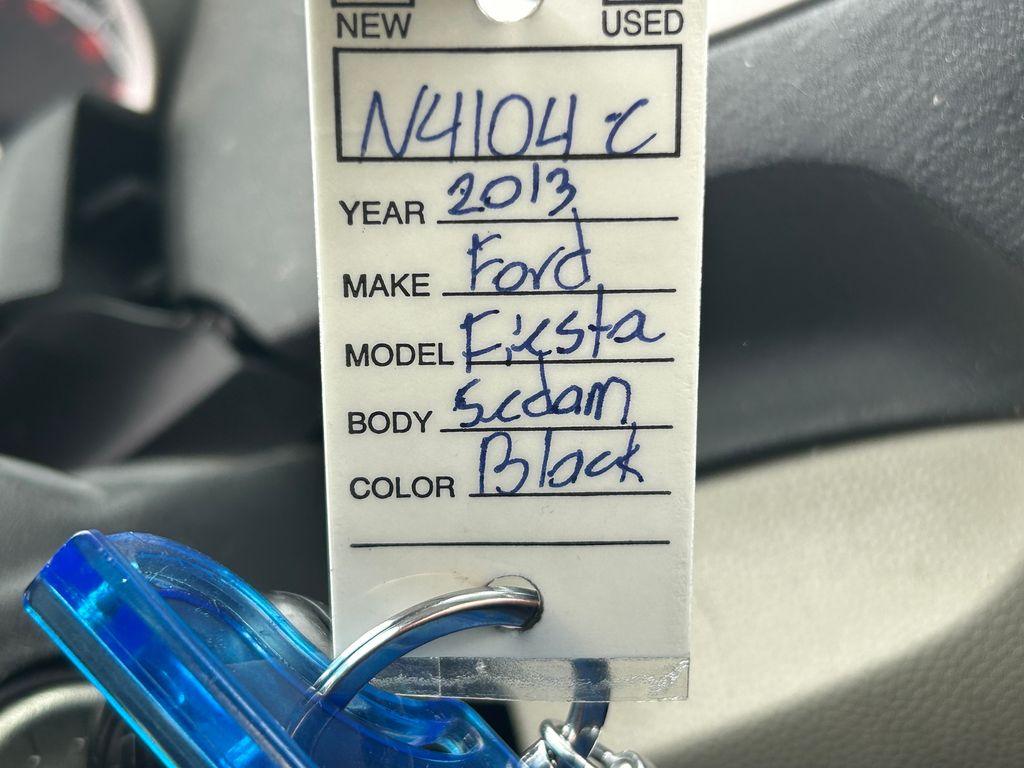 NEW USED
N4104 C
YEAR 2013
MAKE Ford
MODEL Fiesta
BODY Sedan
COLOR Black